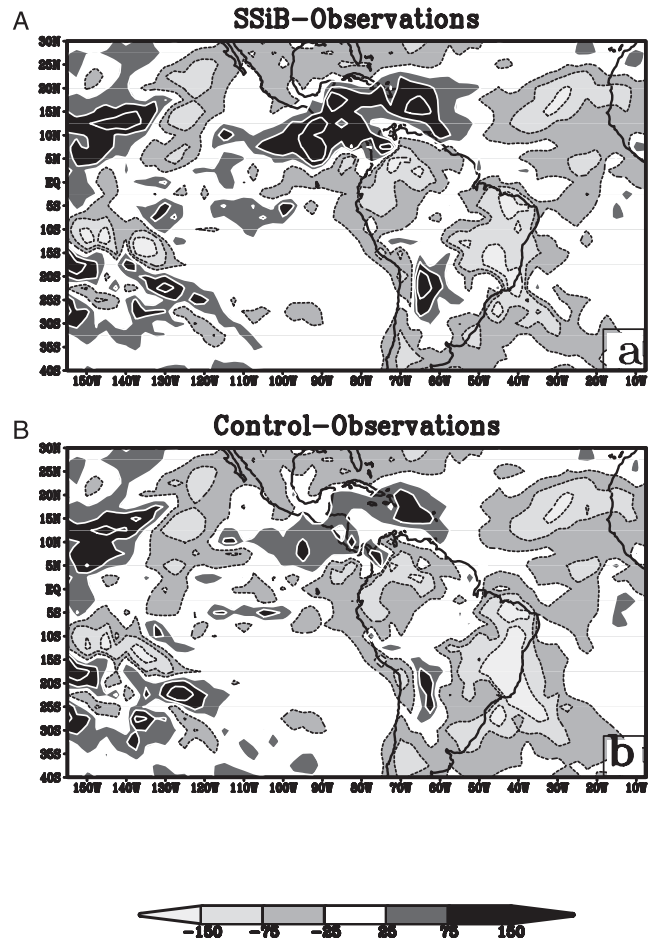 A
SSiB-Observations
30N
25N
20N
15N
10N
5N
EQ
5S
10S
15S
20S
25S
30S
35S
40S
150W 140W 130W 120W 110W 100W 90W 80W 70W 60W 50W 40W 30W 20W 10W
a
B
Control-Observations
30N
25N
20N
15N
10N
5N
EQ
5S
10S
15S
20S
25S
30S
35S
40S
150W 140W 130W 120W 110W 100W 90W 80W 70W 60W 50W 40W 30W 20W 10W
b
-150 -75 -25 25 75 150